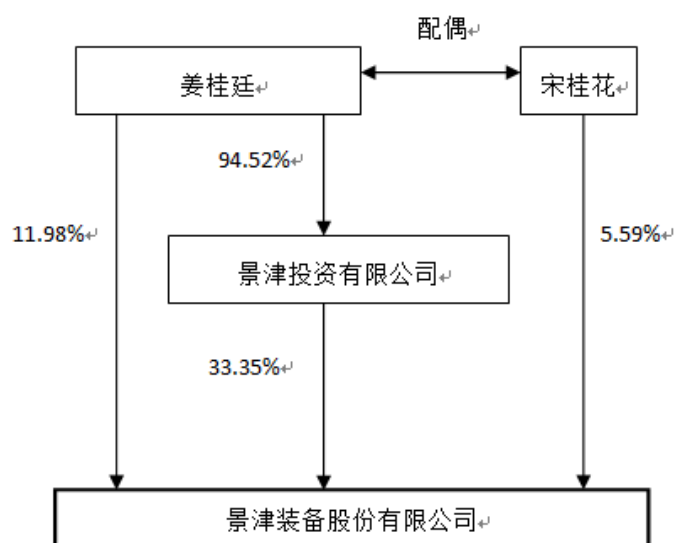 配偶
姜桂廷
宋桂花
94.52%
11.98%
5.59%
景津投资有限公司
33.35%
景津装备股份有限公司